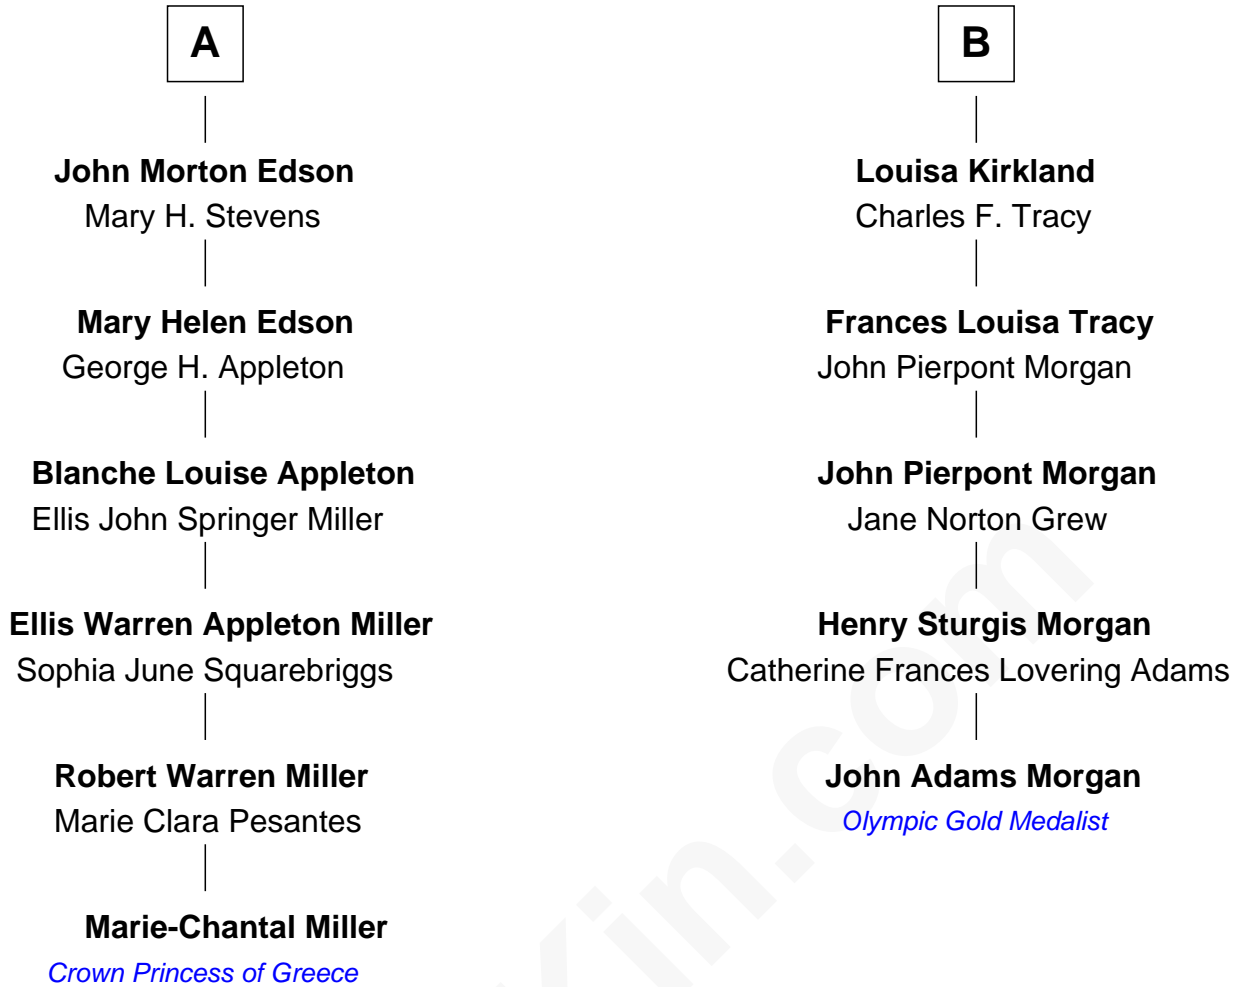 A
John Morton Edson
Mary H. Stevens
Mary Helen Edson
George H. Appleton
Blanche Louise Appleton
Ellis John Springer Miller
Ellis Warren Appleton Miller
Sophia June Squarebriggs
Robert Warren Miller
Marie Clara Pesantes
Marie-Chantal Miller
Crown Princess of Greece
B
Louisa Kirkland
Charles F. Tracy
Frances Louisa Tracy
John Pierpont Morgan
John Pierpont Morgan
Jane Norton Grew
Henry Sturgis Morgan
Catherine Frances Lovering Adams
John Adams Morgan
Olympic Gold Medalist
Kin.com